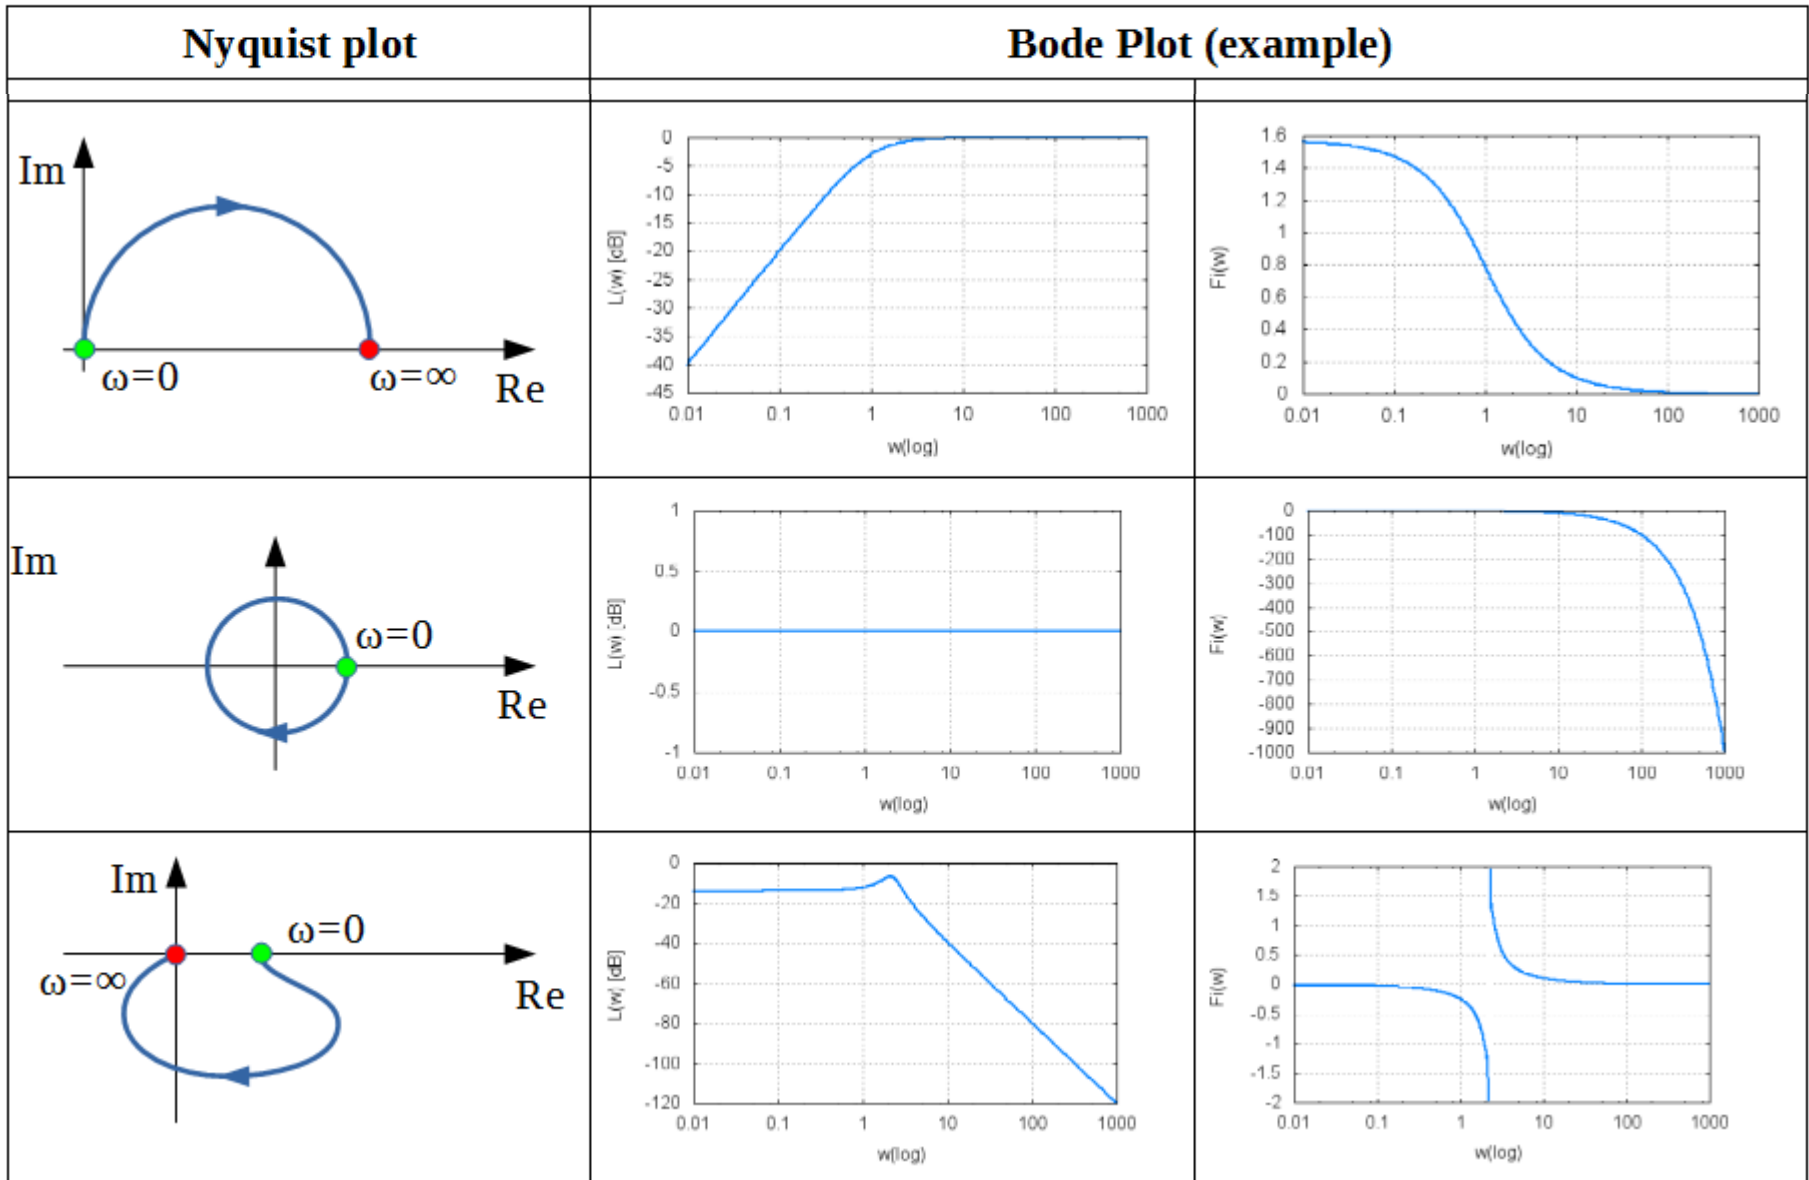 Nyquist plot
Bode Plot (example)
Im
ω=0
ω=∞
Re
0
-5
-10
-15
-20
-25
-30
-35
-40
-45
L(w) [dB]
0.01 0.1 1 10 100 1000
w(log)
1.6
1.4
1.2
1
0.8
0.6
0.4
0.2
0
Fi(w)
0.01 0.1 1 10 100 1000
w(log)
Im
ω=0
Re
1
0.5
0
-0.5
-1
L(w) [dB]
0.01 0.1 1 10 100 1000
w(log)
0
-100
-200
-300
-400
-500
-600
-700
-800
-900
-1000
Fi(w)
0.01 0.1 1 10 100 1000
w(log)
Im
ω=0
ω=∞
Re
0
-20
-40
-60
-80
-100
-120
L(w) [dB]
0.01 0.1 1 10 100 1000
w(log)
2
1.5
1
0.5
0
-0.5
-1
-1.5
-2
Fi(w)
0.01 0.1 1 10 100 1000
w(log)